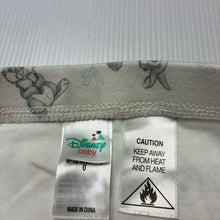 Disney
baby
0
MADE IN CHINA
CAUTION
KEEP AWAY
FROM HEAT
AND FLAME